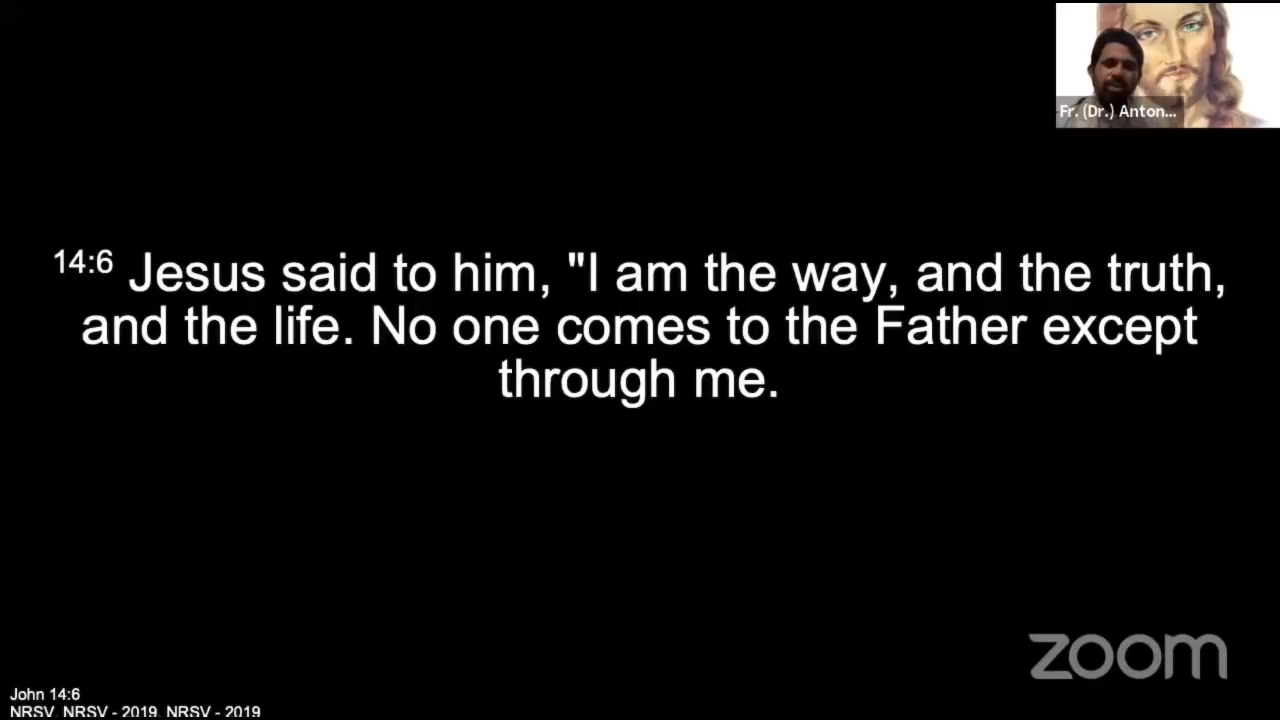 Fr. (Dr.) Anton...
14:6 Jesus said to him, "I am the way, and the truth,
and the life. No one comes to the Father except
through me.
zoom
John 14:6
NRSV, NRSV - 2019, NRSV - 2019